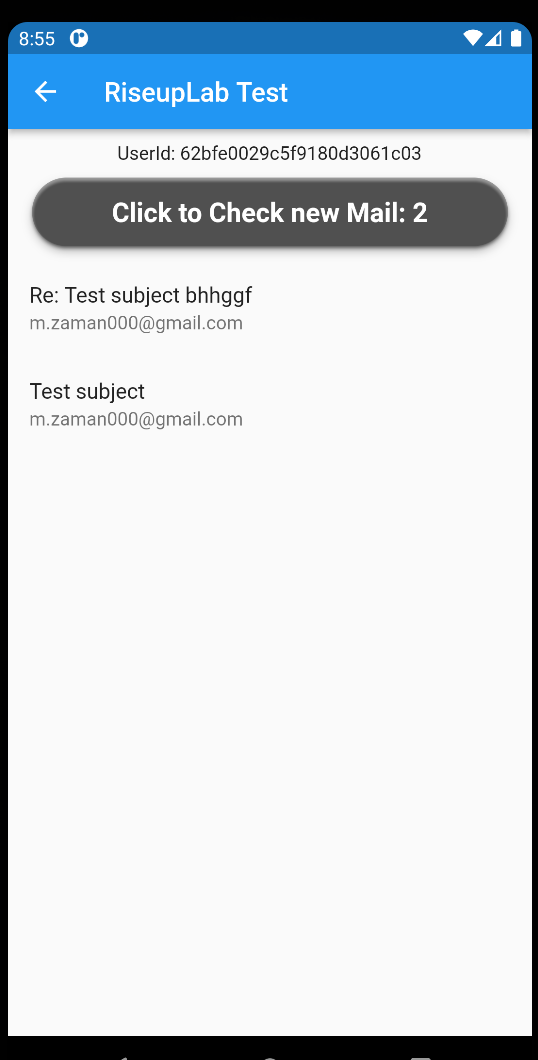 8:55
RiseupLab Test
UserId: 62bfe0029c5f9180d3061c03
Click to Check new Mail: 2
Re: Test subject bhhggf
m.zaman000@gmail.com
Test subject
m.zaman000@gmail.com